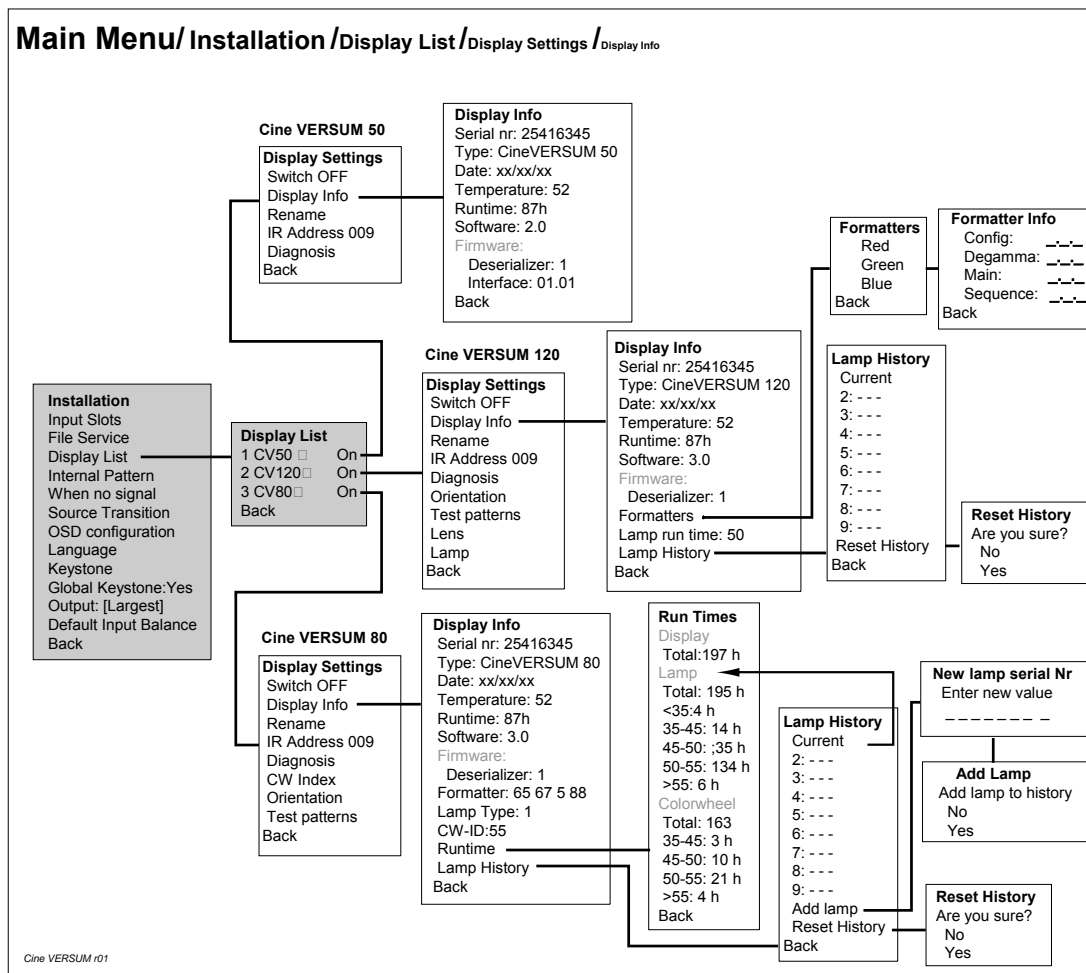 Main Menu/ Installation /Display List /Display Settings / Display Info
Cine VERSUM 50
Display Settings
Switch OFF
Display Info
Rename
IR Address 009
Diagnosis
Back
Display Info
Serial nr: 25416345
Type: CineVERSUM 50
Date: xx/xx/xx
Temperature: 52
Runtime: 87h
Software: 2.0
Firmware:
Deserializer: 1
Interface: 01.01
Back
Installation
Input Slots
File Service
Display List
Internal Pattern
When no signal
Source Transition
OSD configuration
Language
Keystone
Global Keystone:Yes
Output: [Largest]
Default Input Balance
Back
Display List
1 CV50 □ On
2 CV120□ On
3 CV80□ On
Back
Cine VERSUM 120
Display Settings
Switch OFF
Display Info
Rename
IR Address 009
Diagnosis
Orientation
Test patterns
Lens
Lamp
Back
Display Info
Serial nr: 25416345
Type: CineVERSUM 120
Date: xx/xx/xx
Temperature: 52
Runtime: 87h
Software: 3.0
Firmware:
Deserializer: 1
Formatters
Lamp run time: 50
Lamp History
Back
Formatters
Red
Green
Blue
Back
Formatter Info
Config: _._._
Degamma: _._._
Main: _._._
Sequence: _._._
Back
Lamp History
Current
2: - - -
3: - - -
4: - - -
5: - - -
6: - - -
7: - - -
8: - - -
9: - - -
Reset History
Back
Reset History
Are you sure?
No
Yes
Cine VERSUM 80
Display Settings
Switch OFF
Display Info
Rename
IR Address 009
Diagnosis
CW Index
Orientation
Test patterns
Back
Display Info
Serial nr: 25416345
Type: CineVERSUM 80
Date: xx/xx/xx
Temperature: 52
Runtime: 87h
Software: 3.0
Firmware:
Deserializer: 1
Formatter: 65 67 5 88
Lamp Type: 1
CW-ID:55
Runtime
Lamp History
Back
Run Times
Display
Total:197 h
Lamp
Total: 195 h
<35:4 h
35-45: 14 h
45-50: ;35 h
50-55: 134 h
>55: 6 h
Colorwheel
Total: 163
35-45: 3 h
45-50: 10 h
50-55: 21 h
>55: 4 h
Back
Lamp History
Current
2: - - -
3: - - -
4: - - -
5: - - -
6: - - -
7: - - -
8: - - -
9: - - -
Add lamp
Reset History
Back
New lamp serial Nr
Enter new value
_ _ _ _ _ _ _ _
Add Lamp
Add lamp to history
No
Yes
Reset History
Are you sure?
No
Yes
Cine VERSUM r01